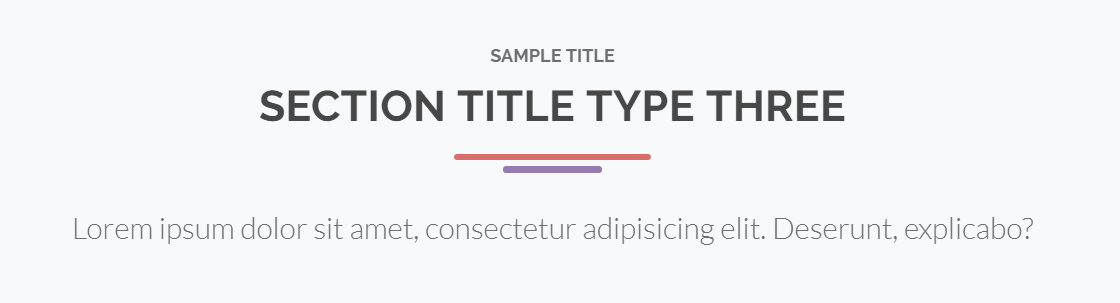 SAMPLE TITLE
SECTION TITLE TYPE THREE
Lorem ipsum dolor sit amet, consectetur adipisicing elit. Deserunt, explicabo?